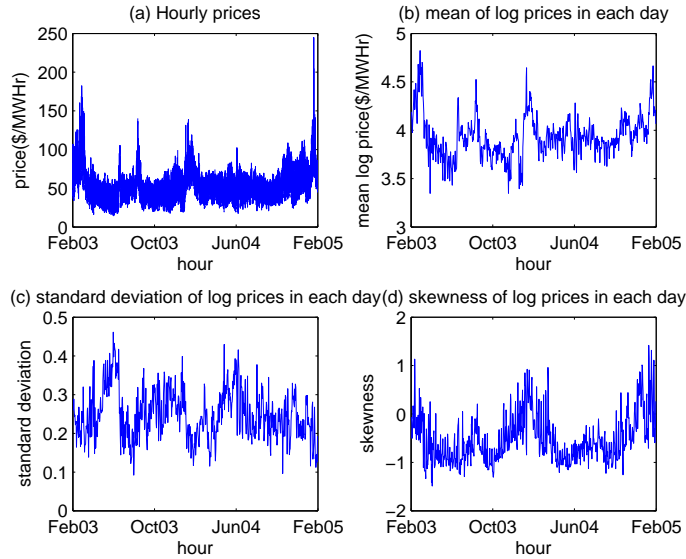 (a) Hourly prices
250
200
150
100
50
0
price($/MWHr)
Feb03 Oct03 Jun04 Feb05
hour
(b) mean of log prices in each day
5
4.5
4
3.5
3
mean log price($/MWHr)
Feb03 Oct03 Jun04 Feb05
hour
(c) standard deviation of log prices in each day
0.5
0.4
0.3
0.2
0.1
0
standard deviation
Feb03 Oct03 Jun04 Feb05
hour
(d) skewness of log prices in each day
2
1
0
−1
−2
skewness
Feb03 Oct03 Jun04 Feb05
hour